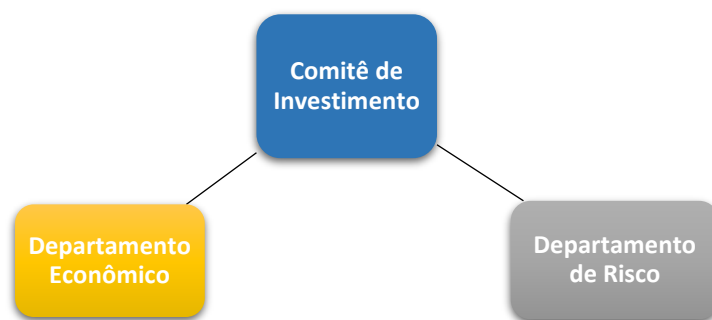 Comitê de
Investimento
Departamento
Econômico
Departamento
de Risco